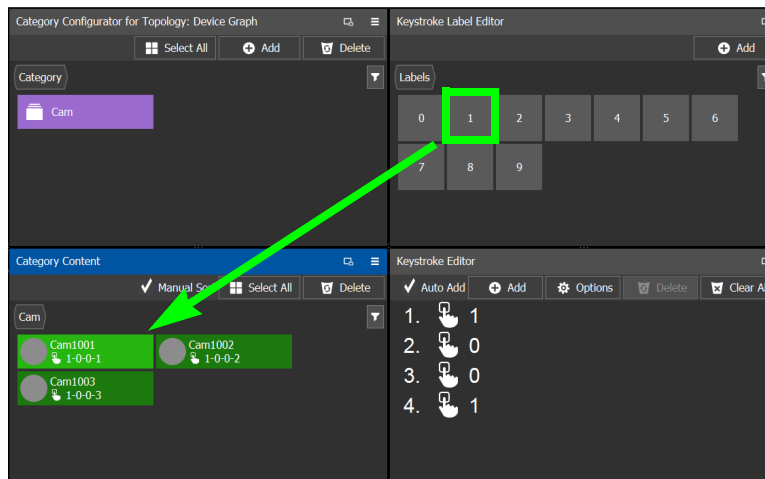 Category Configurator for Topology: Device Graph
Select All Add Delete
Category
Cam
Keystroke Label Editor
Add
Labels
0 1 2 3 4 5 6
7 8 9
Category Content
Manual So Select All Delete
Cam
Cam1001
1-0-0-1
Cam1002
1-0-0-2
Cam1003
1-0-0-3
Keystroke Editor
Auto Add Add Options Delete Clear Al
1. 1
2. 0
3. 0
4. 1